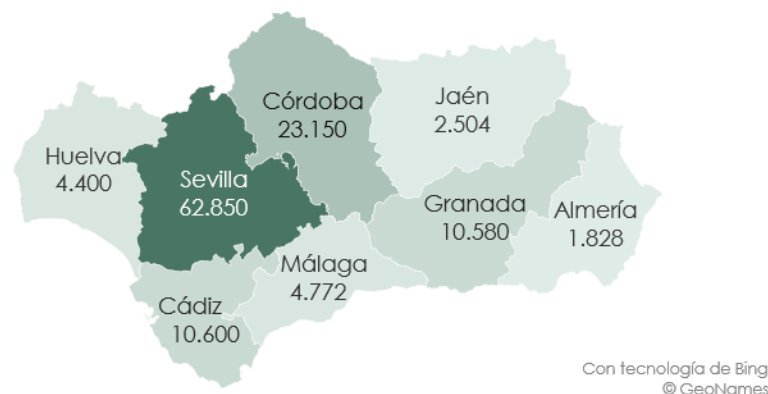 Córdoba
23.150
Jaén
2.504
Huelva
4.400
Sevilla
62.850
Granada
10.580
Almería
1.828
Málaga
4.772
Cádiz
10.600
Con tecnología de Bing
© GeoNames